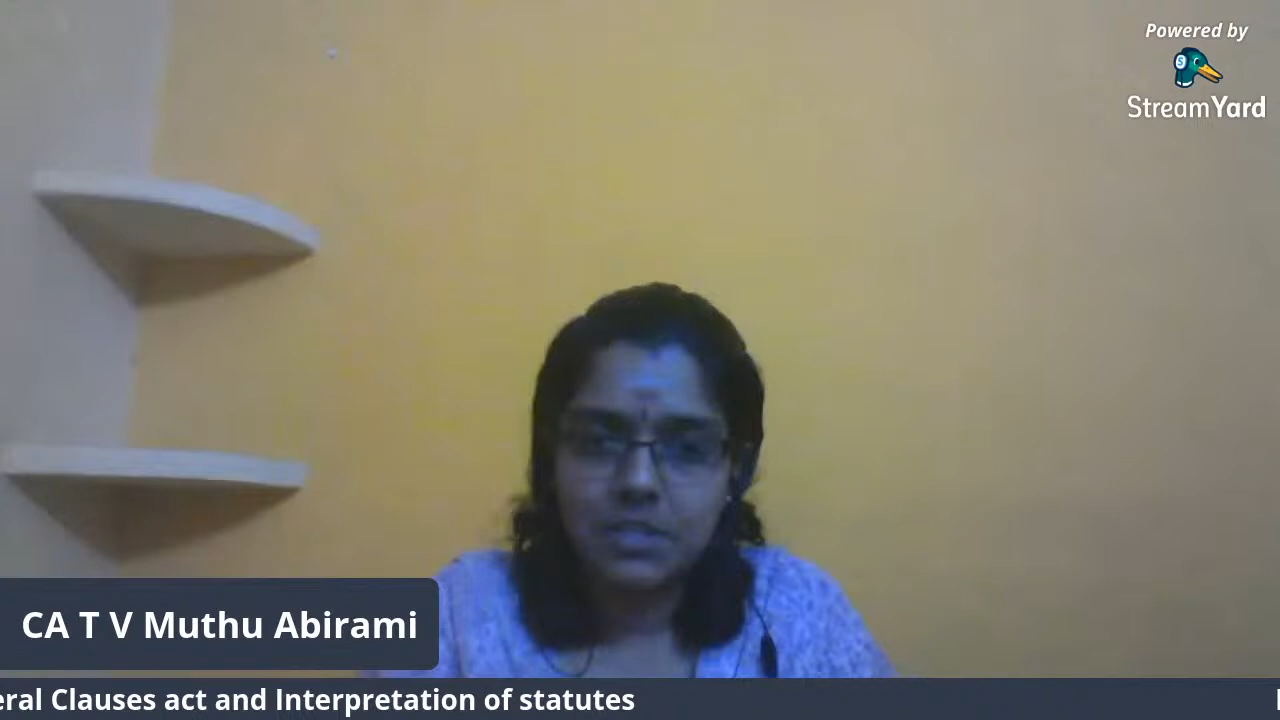 Powered by
StreamYard
CA T V Muthu Abirami
eral Clauses act and Interpretation of statutes